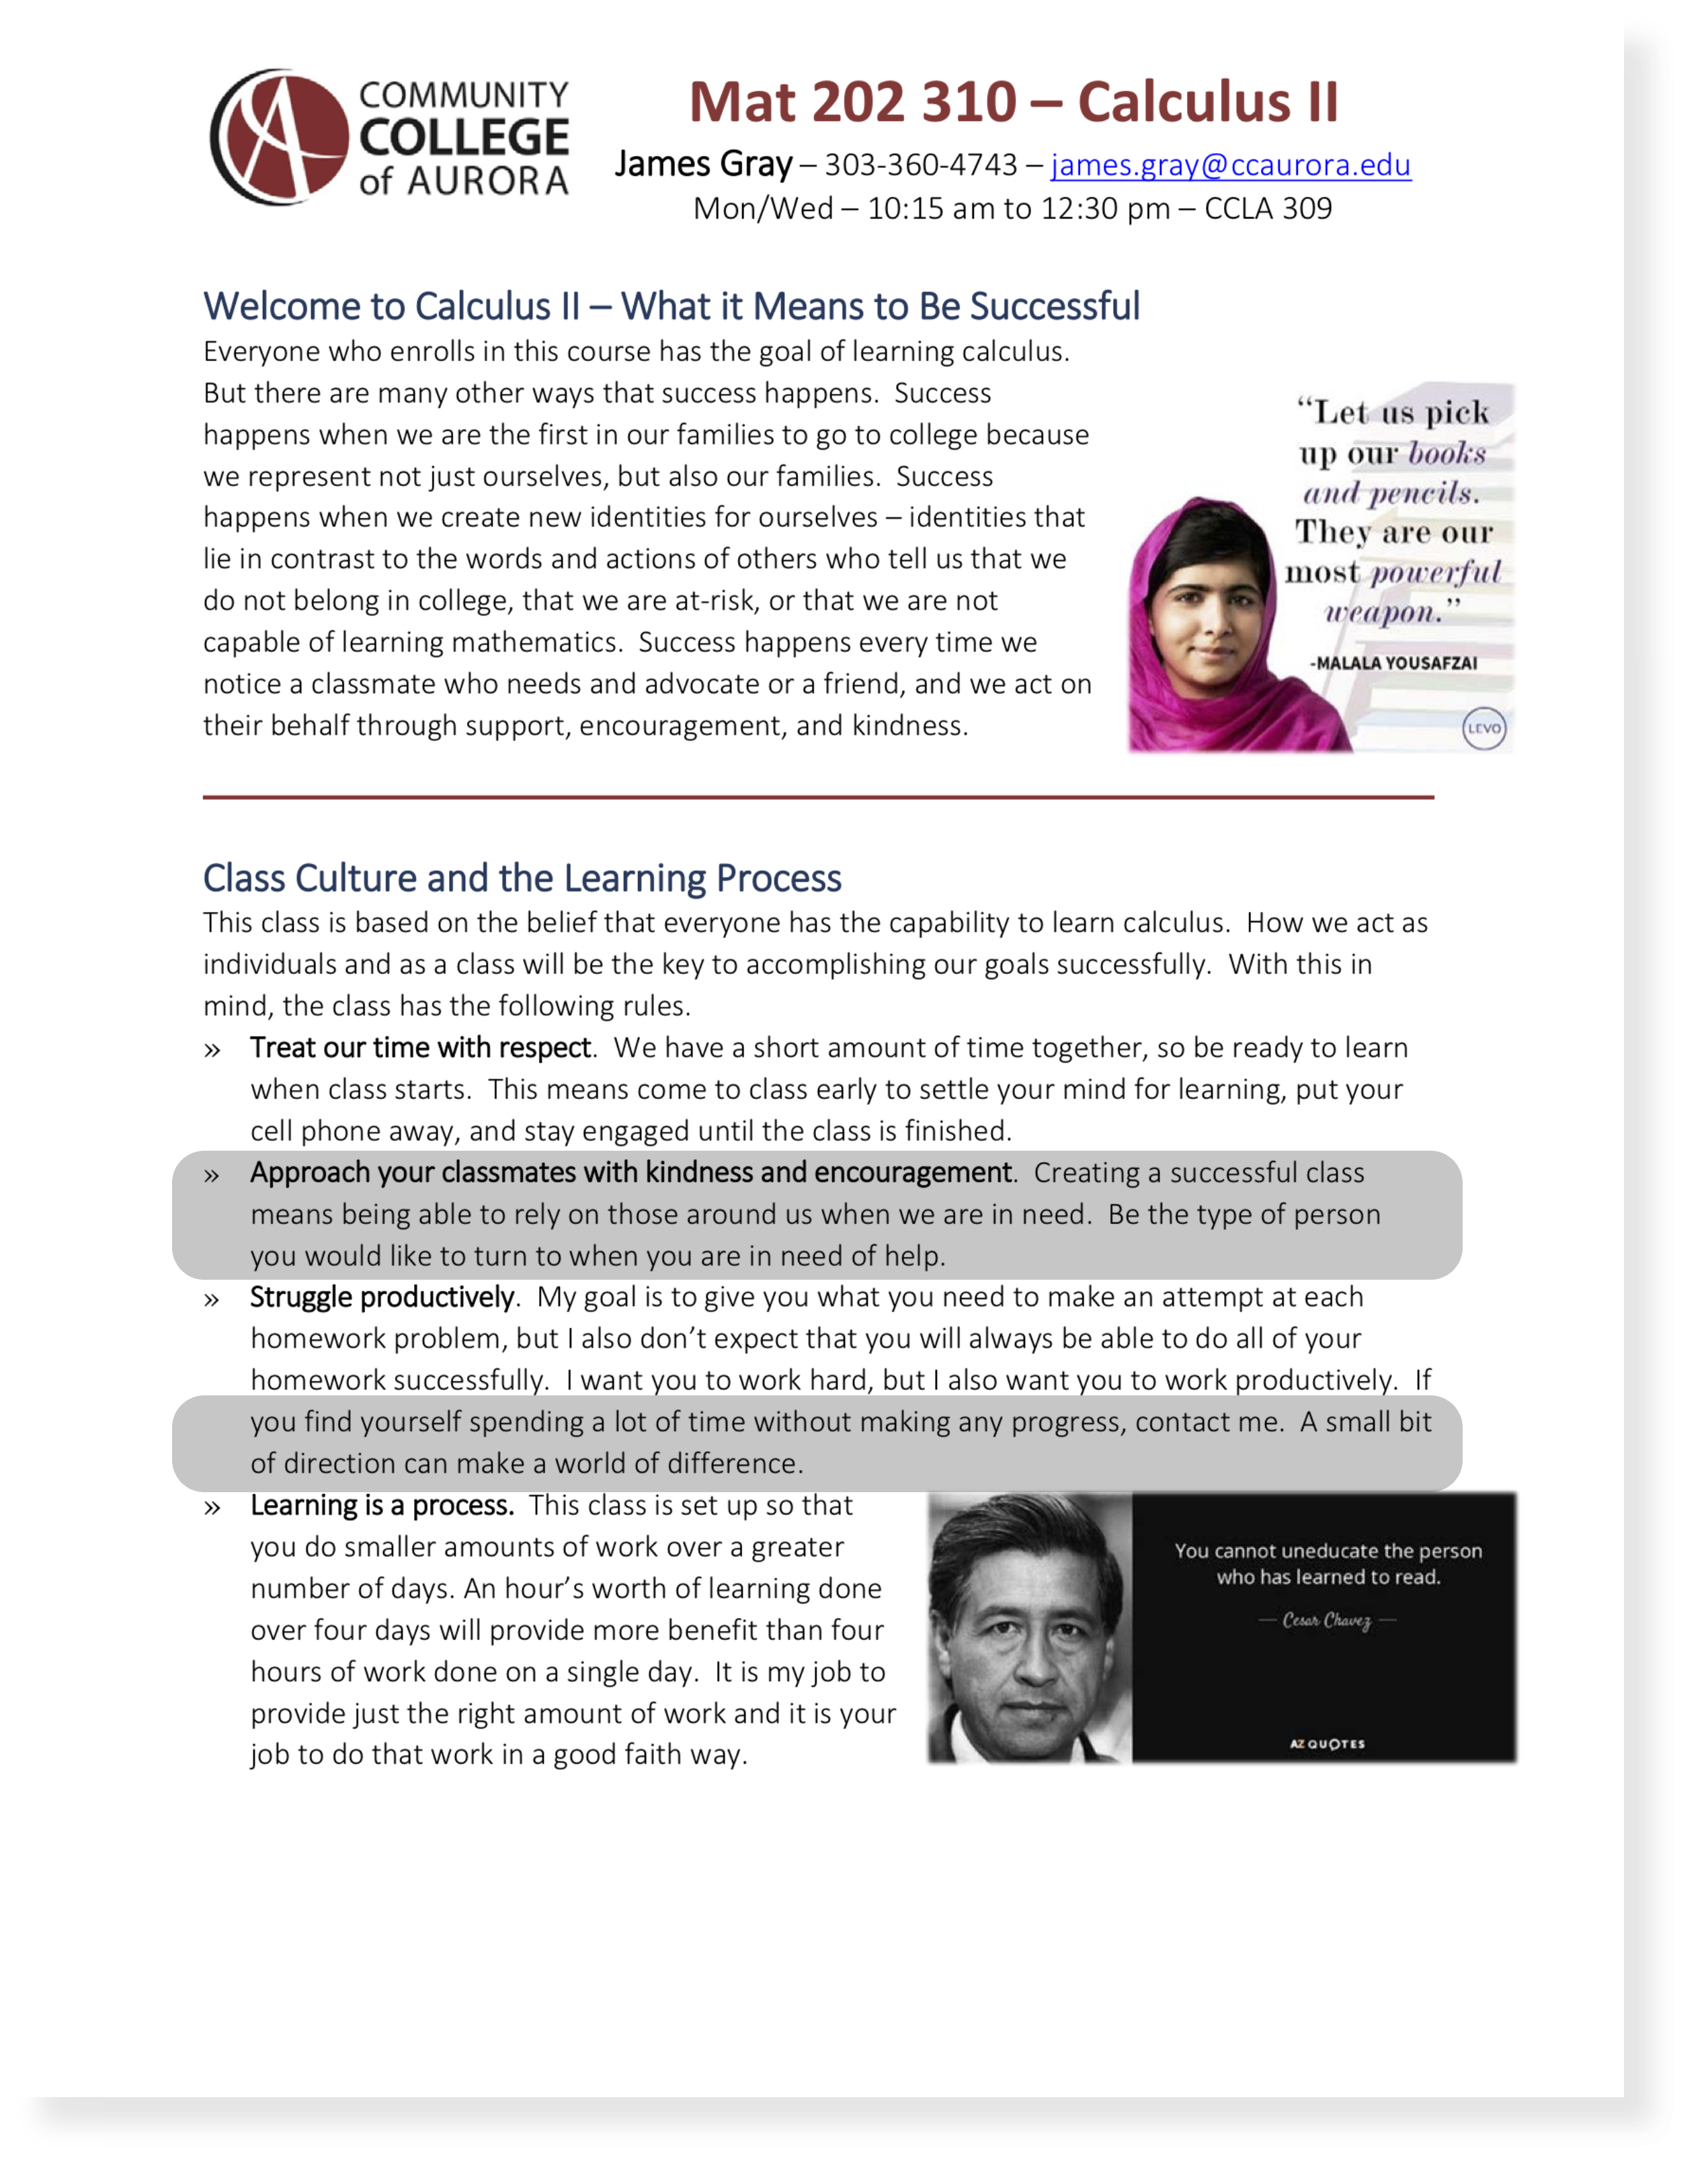 COMMUNITY
COLLEGE
of AURORA
Mat 202 310 – Calculus II
James Gray – 303-360-4743 – james.gray@ccaurora.edu
Mon/Wed – 10:15 am to 12:30 pm – CCLA 309
Welcome to Calculus II – What it Means to Be Successful
Everyone who enrolls in this course has the goal of learning calculus.
But there are many other ways that success happens.  Success
happens when we are the first in our families to go to college because
we represent not just ourselves, but also our families.  Success
happens when we create new identities for ourselves – identities that
lie in contrast to the words and actions of others who tell us that we
do not belong in college, that we are at-risk, or that we are not
capable of learning mathematics.  Success happens every time we
notice a classmate who needs and advocate or a friend, and we act on
their behalf through support, encouragement, and kindness.
“Let us pick
up our books
and pencils.
They are our
most powerful
weapon.”
-MALALA YOUSAFZAI
LEVO
Class Culture and the Learning Process
This class is based on the belief that everyone has the capability to learn calculus.  How we act as
individuals and as a class will be the key to accomplishing our goals successfully.  With this in
mind, the class has the following rules.
» Treat our time with respect.  We have a short amount of time together, so be ready to learn
when class starts.  This means come to class early to settle your mind for learning, put your
cell phone away, and stay engaged until the class is finished.
» Approach your classmates with kindness and encouragement.  Creating a successful class
means being able to rely on those around us when we are in need.  Be the type of person
you would like to turn to when you are in need of help.
» Struggle productively.  My goal is to give you what you need to make an attempt at each
homework problem, but I also don’t expect that you will always be able to do all of your
homework successfully.  I want you to work hard, but I also want you to work productively.  If
you find yourself spending a lot of time without making any progress, contact me.  A small bit
of direction can make a world of difference.
» Learning is a process.  This class is set up so that
you do smaller amounts of work over a greater
number of days. An hour’s worth of learning done
over four days will provide more benefit than four
hours of work done on a single day.  It is my job to
provide just the right amount of work and it is your
job to do that work in a good faith way.
You cannot uneducate the person
who has learned to read.
— Cesar Chavez —
AZ QUOTES